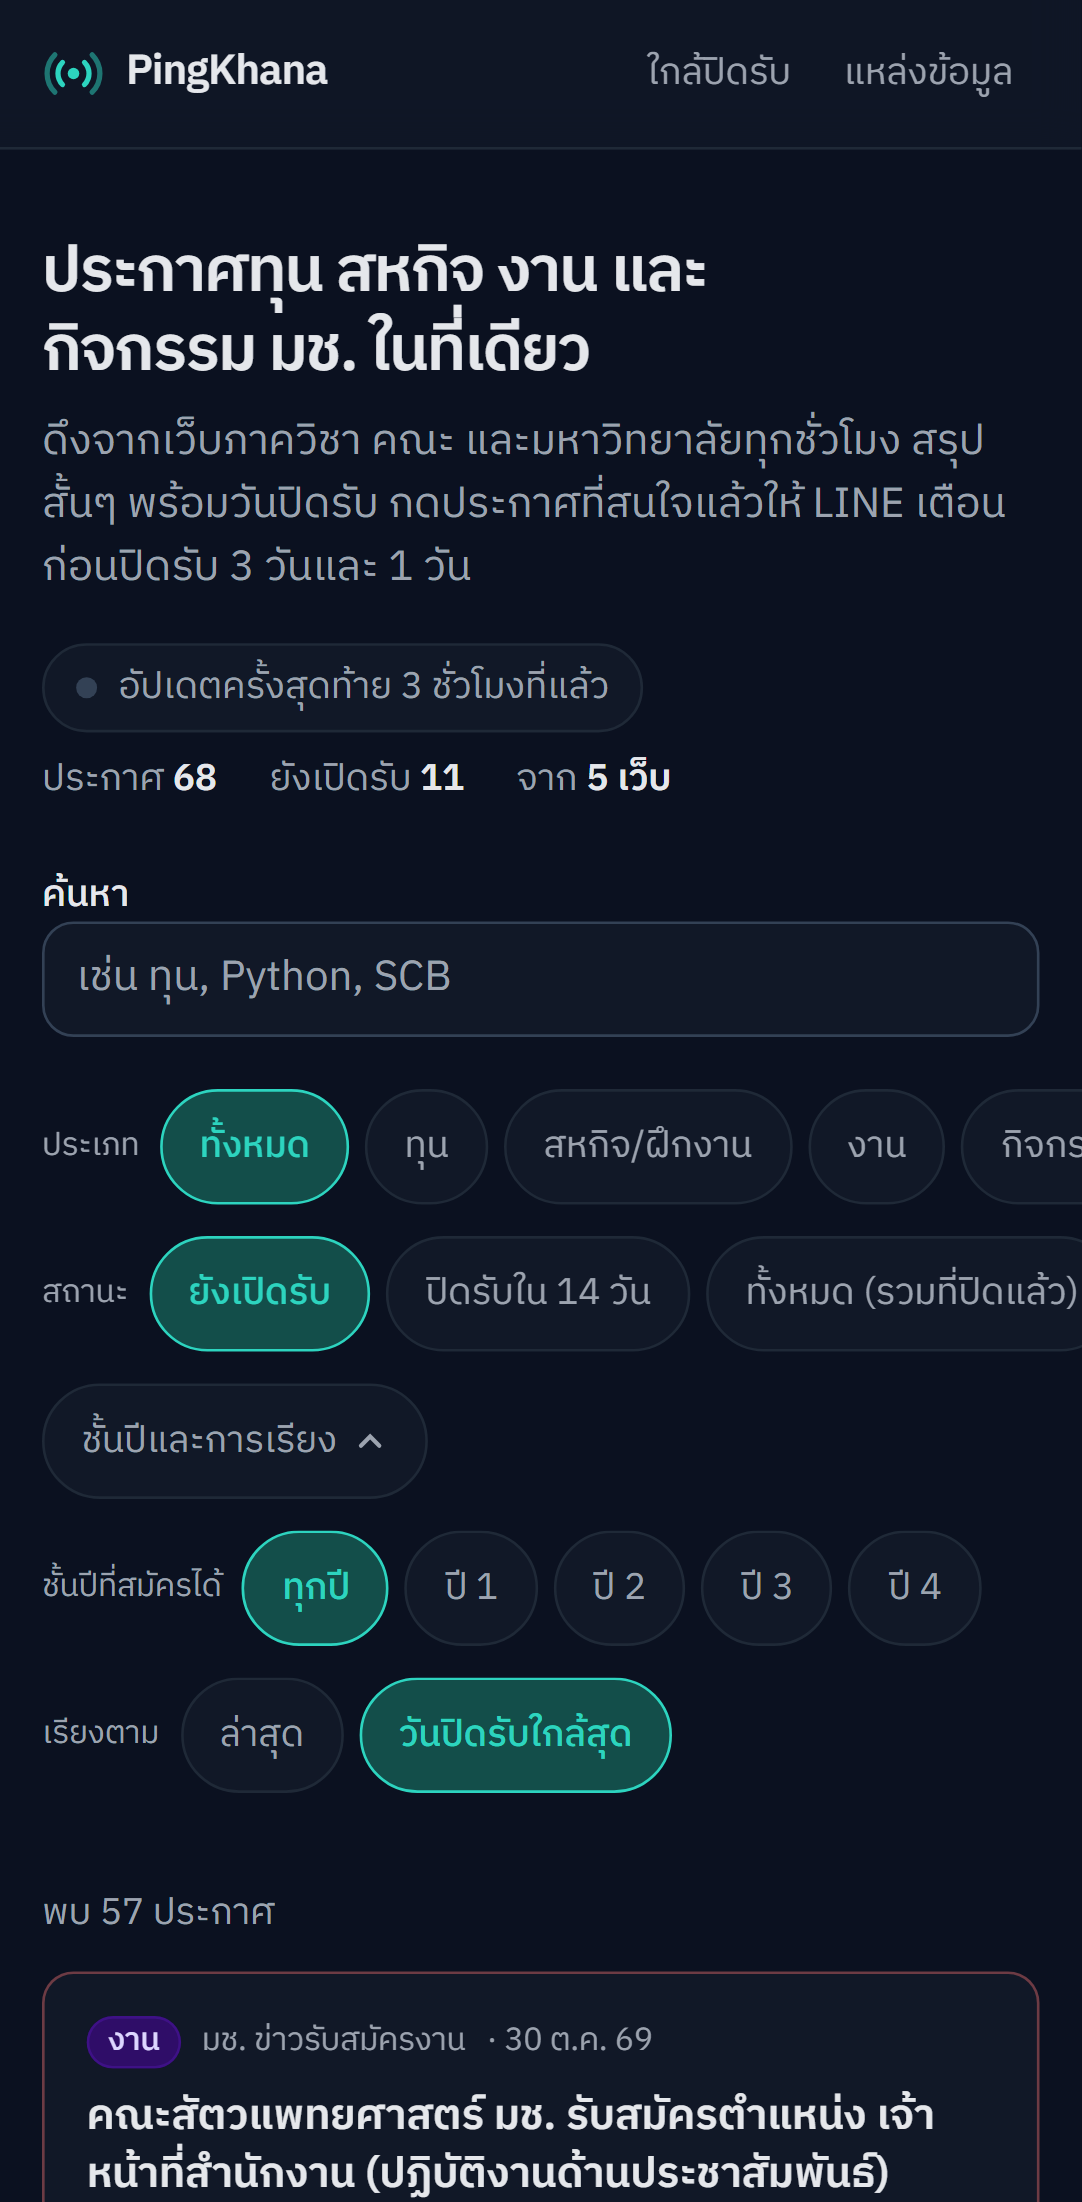 PingKhana
ใกล้ปิดรับ แหล่งข้อมูล
ประกาศทุน สหกิจ งาน และ
กิจกรรม มช. ในที่เดียว
ดึงจากเว็บภาควิชา คณะ และมหาวิทยาลัยทุกชั่วโมง สรุป
สั้นๆ พร้อมวันปิดรับ กดประกาศที่สนใจแล้วให้ LINE เตือน
ก่อนปิดรับ 3 วันและ 1 วัน
อัปเดตครั้งสุดท้าย 3 ชั่วโมงที่แล้ว
ประกาศ 68 ยังเปิดรับ 11 จาก 5 เว็บ
ค้นหา
เช่น ทุน, Python, SCB
ประเภท ทั้งหมด ทุน สหกิจ/ฝึกงาน งาน กิจกร
สถานะ ยังเปิดรับ ปิดรับใน 14 วัน ทั้งหมด (รวมที่ปิดแล้ว)
ชั้นปีและการเรียง
ชั้นปีที่สมัครได้ ทุกปี ปี 1 ปี 2 ปี 3 ปี 4
เรียงตาม ล่าสุด วันปิดรับใกล้สุด
พบ 57 ประกาศ
งาน มช. ข่าวรับสมัครงาน · 30 ต.ค. 69
คณะสัตวแพทยศาสตร์ มช. รับสมัครตำแหน่ง เจ้า
หน้าที่สำนักงาน (ปฏิบัติงานด้านประชาสัมพันธ์)